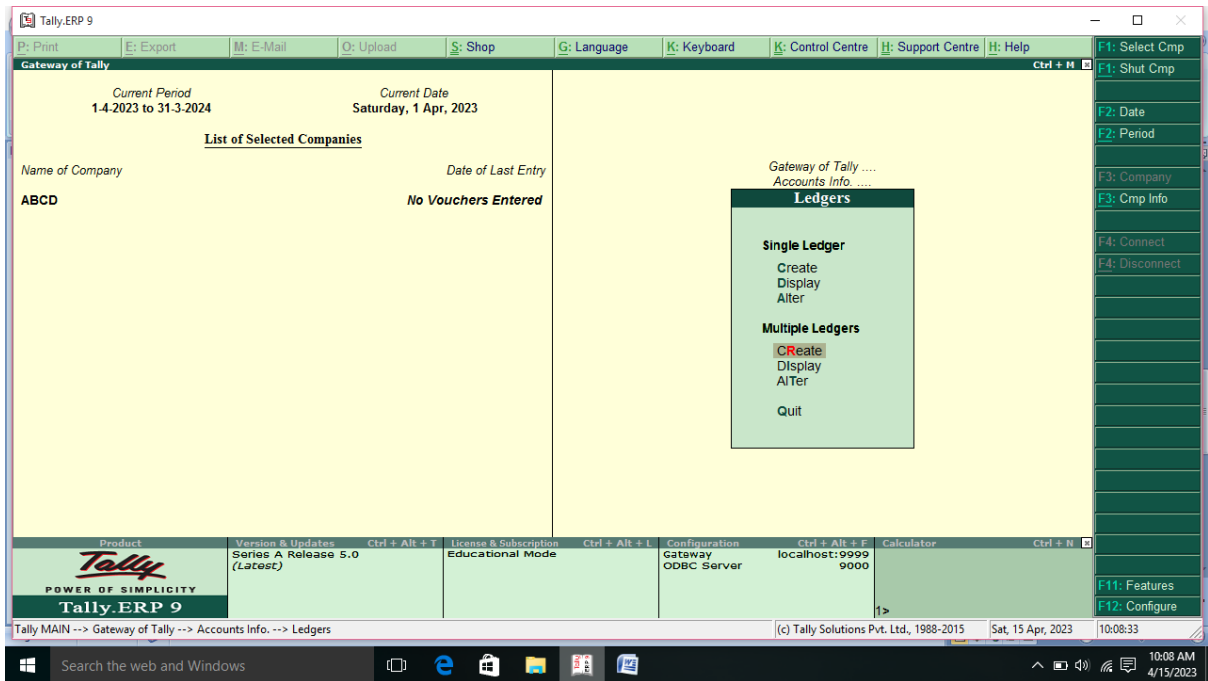 Tally.ERP 9
P: Print E: Export M: E-Mail O: Upload S: Shop G: Language K: Keyboard K: Control Centre H: Support Centre H: Help
Gateway of Tally Ctrl + M
Current Period Current Date
1-4-2023 to 31-3-2024 Saturday, 1 Apr, 2023
List of Selected Companies
Name of Company Date of Last Entry
ABCD No Vouchers Entered
Gateway of Tally ....
Accounts Info. ....
Ledgers
Single Ledger
Create
Display
Alter
Multiple Ledgers
CReate
DIsplay
AlTer
Quit
F1: Select Cmp
F1: Shut Cmp
F2: Date
F2: Period
F3: Company
F3: Cmp Info
F4: Connect
F4: Disconnect
F11: Features
F12: Configure
Product Version & Updates Ctrl + Alt + T License & Subscription Ctrl + Alt + L Configuration Ctrl + Alt + F Calculator Ctrl + N
Tally
POWER OF SIMPLICITY
Tally.ERP 9
Series A Release 5.0
(Latest)
Educational Mode
Gateway localhost:9999
ODBC Server 9000
1>
Tally MAIN --> Gateway of Tally --> Accounts Info. --> Ledgers (c) Tally Solutions Pvt. Ltd., 1988-2015 Sat, 15 Apr, 2023 10:08:33
Search the web and Windows
10:08 AM
4/15/2023